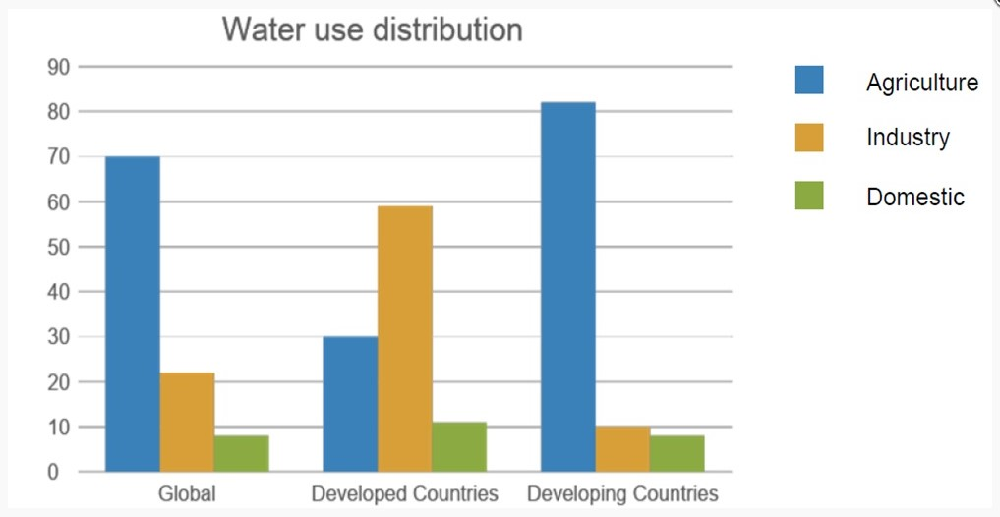 Water use distribution
90
80
70
60
50
40
30
20
10
0
Global
Developed Countries
Developing Countries
Agriculture
Industry
Domestic